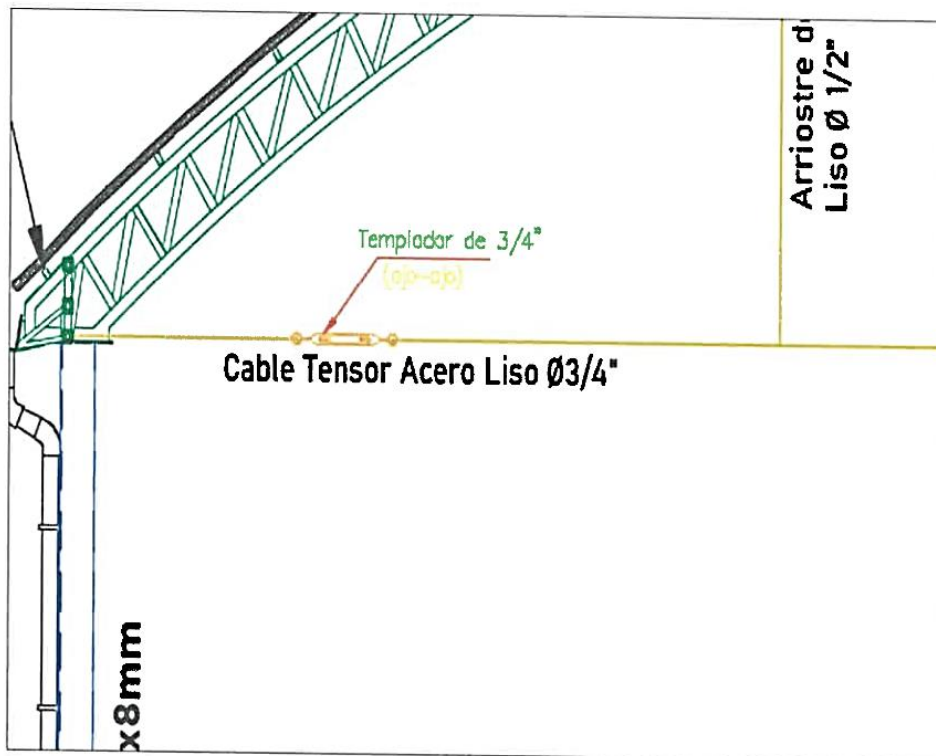 Arriostre d
Liso Ø 1/2"
Templador de 3/4"
(ojo-ojo)
Cable Tensor Acero Liso Ø3/4"
x8mm